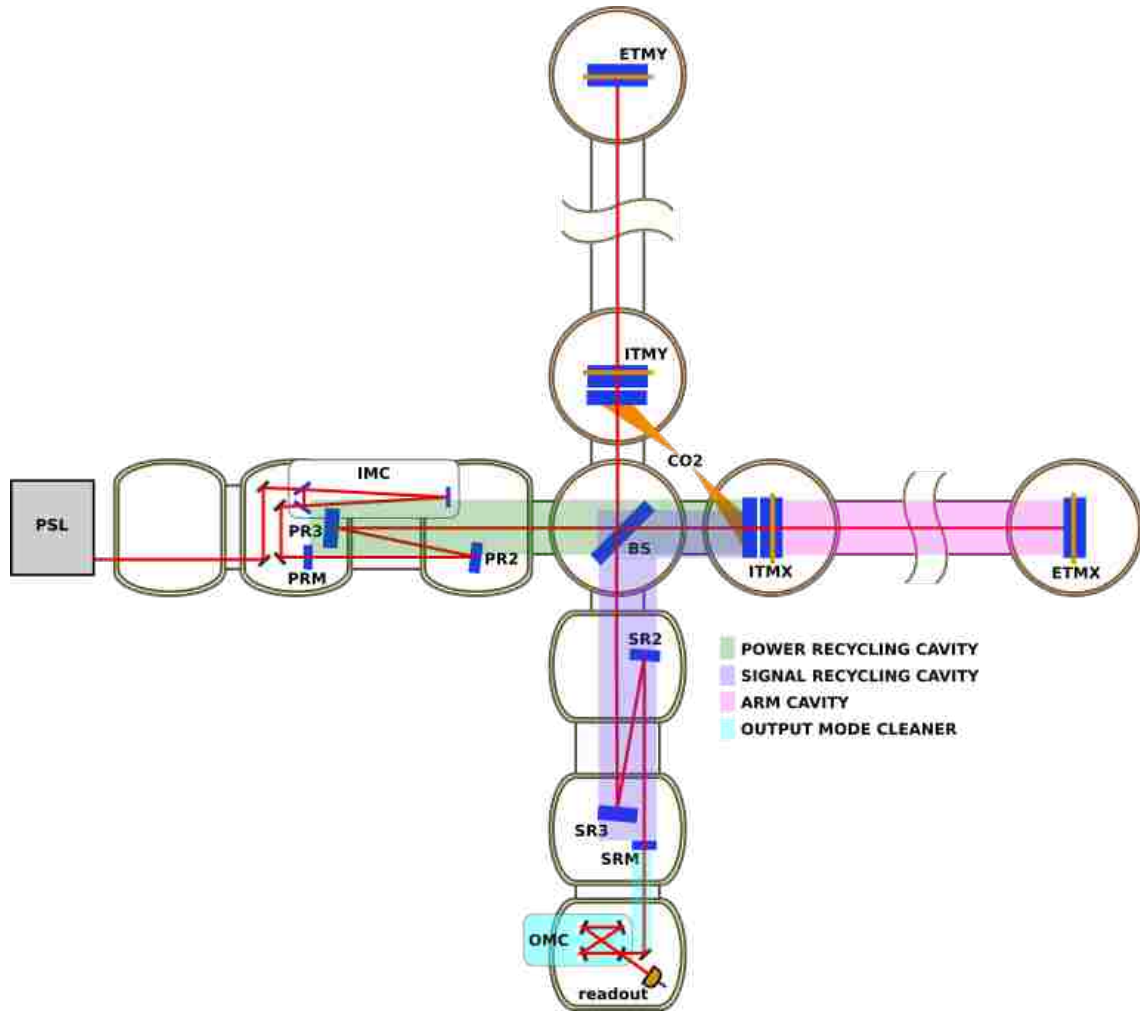 ETMY
ITMY
CO2
IMC
PSL
PR3
PRM
PR2
BS
ITMX
ETMX
SR2
POWER RECYCLING CAVITY
SIGNAL RECYCLING CAVITY
ARM CAVITY
OUTPUT MODE CLEANER
SR3
SRM
OMC
readout